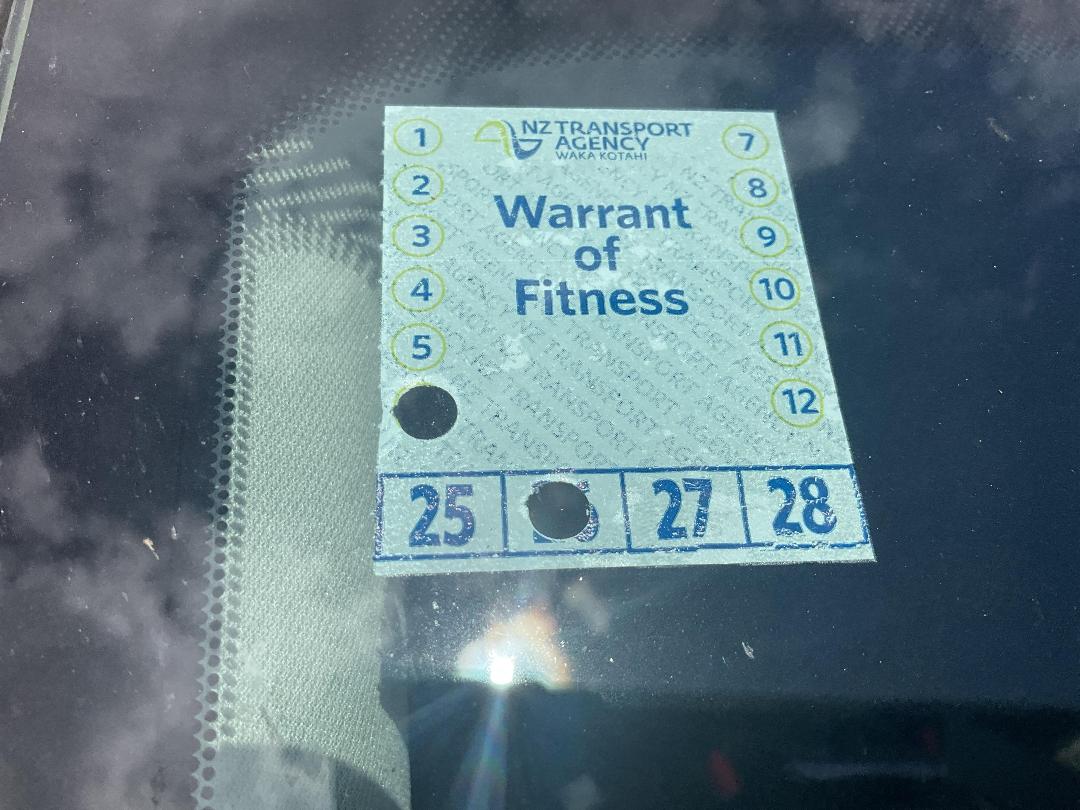 NZ TRANSPORT
AGENCY
WAKA KOTAHI
Warrant
of
Fitness
1
2
3
4
5
7
8
9
10
11
12
25
27
28